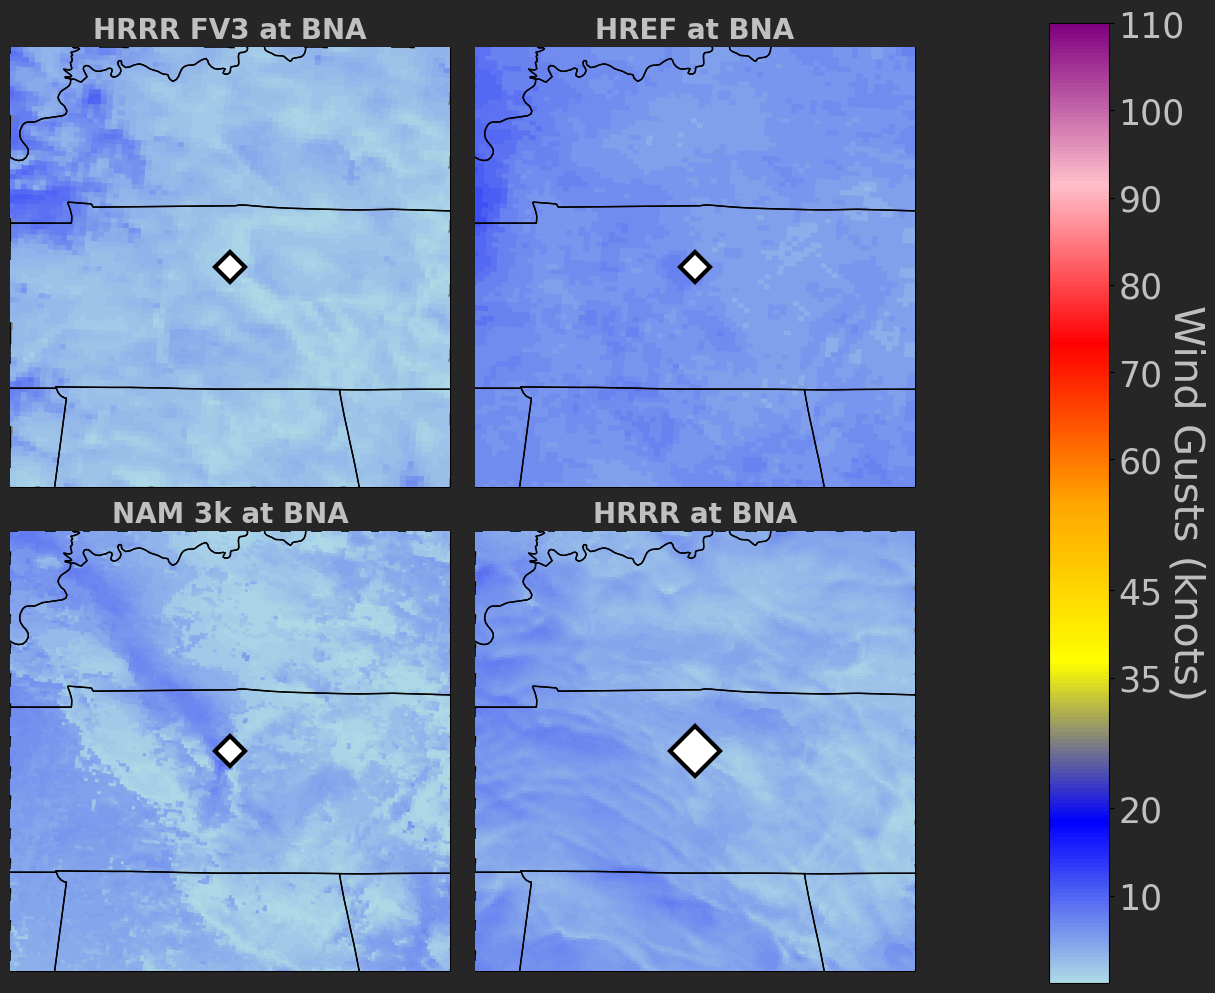 HRRR FV3 at BNA
HREF at BNA
NAM 3k at BNA
HRRR at BNA
110
100
90
80
70
60
45
35
20
10
Wind Gusts (knots)